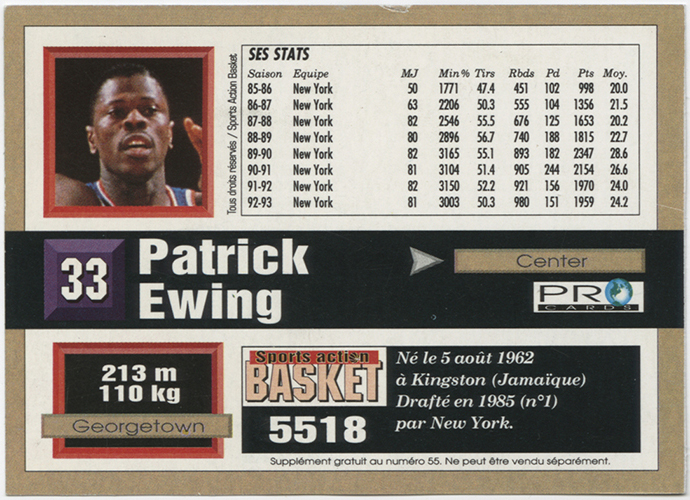 Tous droits réservés / Sports Action Basket
SES STATS
Saison Equipe MJ Min % Tirs Rbds Pd Pts Moy.
85-86 New York 50 1771 47.4 451 102 998 20.0
86-87 New York 63 2206 50.3 555 104 1356 21.5
87-88 New York 82 2546 55.5 676 125 1653 20.2
88-89 New York 80 2896 56.7 740 188 1815 22.7
89-90 New York 82 3165 55.1 893 182 2347 28.6
90-91 New York 81 3104 51.4 905 244 2154 26.6
91-92 New York 82 3150 52.2 921 156 1970 24.0
92-93 New York 81 3003 50.3 980 151 1959 24.2
33
Patrick
Ewing
Center
PRO
CARDS
213 m
110 kg
Georgetown
Sports action
BASKET
5518
Né le 5 août 1962
à Kingston (Jamaïque)
Drafté en 1985 (n°1)
par New York.
Supplément gratuit au numéro 55. Ne peut être vendu séparément.